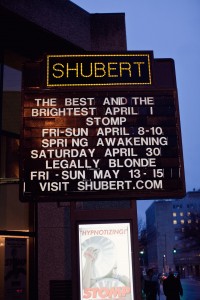 SHUBERT
THE BEST AND THE
BRIGHTEST APRIL 1
STOMP
FRI-SUN APRIL 8-10
SPRING AWAKENING
SATURDAY APRIL 30
LEGALLY BLONDE
FRI-SUN MAY 13-15
VISIT SHUBERT.COM
"HYPNOTIZING!"
STOMP